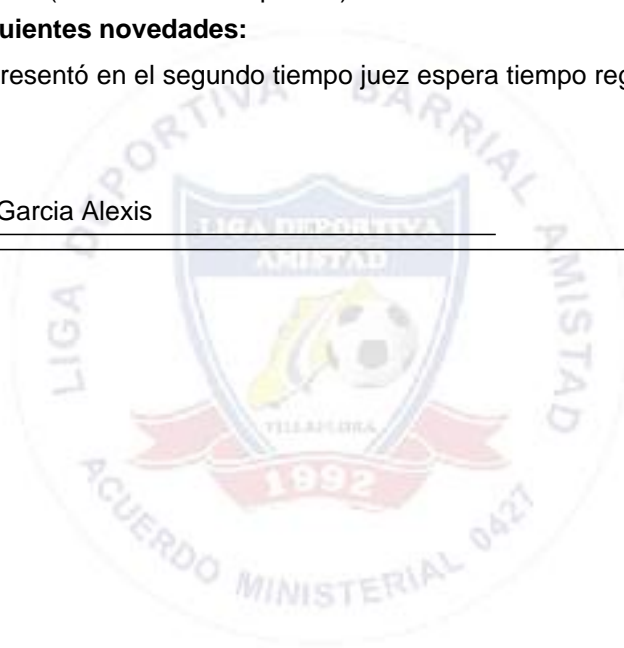 uientes novedades:
resentó en el segundo tiempo juez espera tiempo reg
Garcia Alexis
LIGA DEPORTIVA BARRIAL AMISTAD
LIGA DEPORTIVA
AMISTAD
VILLAFLORA
1992
ACUERDO MINISTERIAL 0427